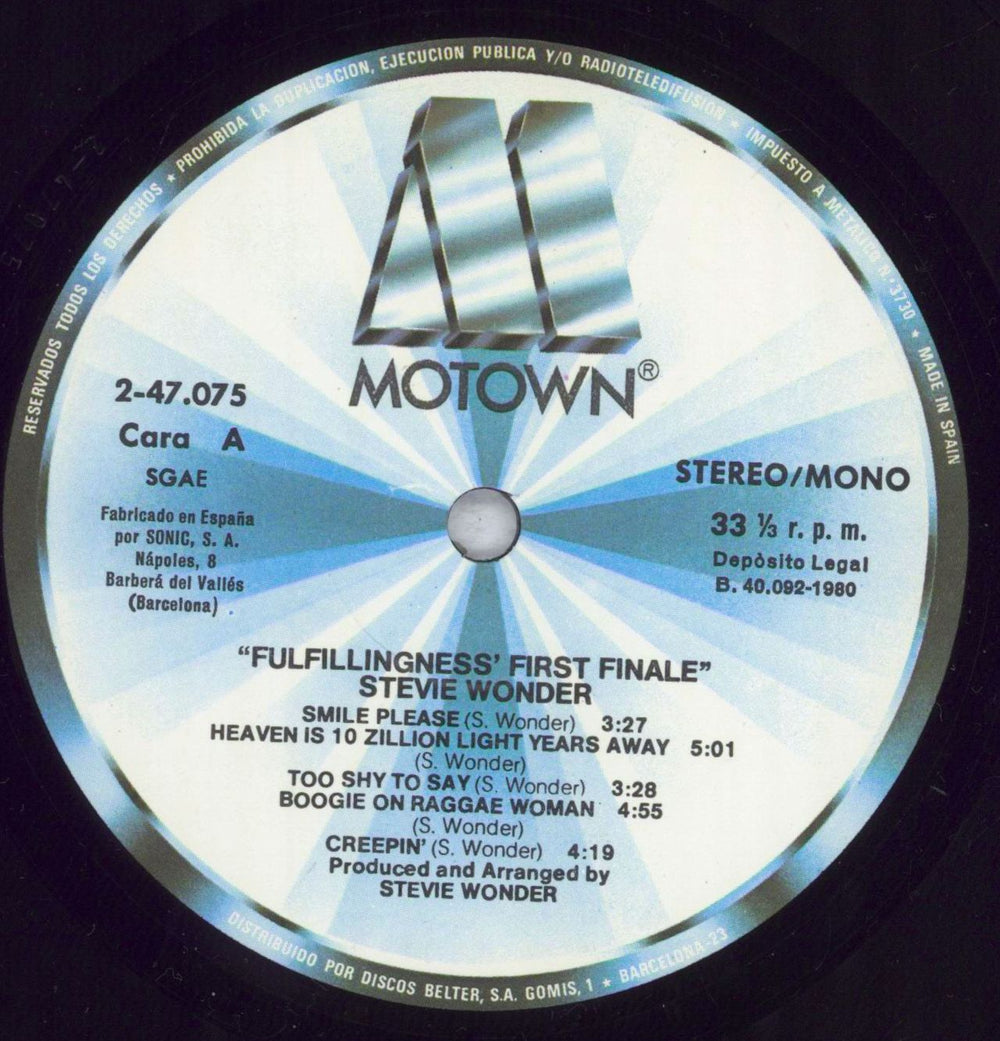 RESERVADOS TODOS LOS DERECHOS ★ PROHIBIDA LA DUPLICACION, EJECUCION PUBLICA Y/O RADIOTELEDIFUSION ★ IMPUESTO A METALICO N.º 3730 ★ MADE IN SPAIN
MOTOWN®
2-47.075
Cara A
SGAE
Fabricado en España
por SONIC, S. A.
Nápoles, 8
Barberá del Vallés
(Barcelona)
STEREO/MONO
33 ⅓ r. p. m.
Depòsito Legal
B. 40.092-1980
“FULFILLINGNESS’ FIRST FINALE”
STEVIE WONDER
SMILE PLEASE (S. Wonder) 3:27
HEAVEN IS 10 ZILLION LIGHT YEARS AWAY 5:01
(S. Wonder)
TOO SHY TO SAY (S. Wonder) 3:28
BOOGIE ON RAGGAE WOMAN 4:55
(S. Wonder)
CREEPIN’ (S. Wonder) 4:19
Produced and Arranged by
STEVIE WONDER
DISTRIBUIDO POR DISCOS BELTER, S.A. GOMIS, 1 ★ BARCELONA-23